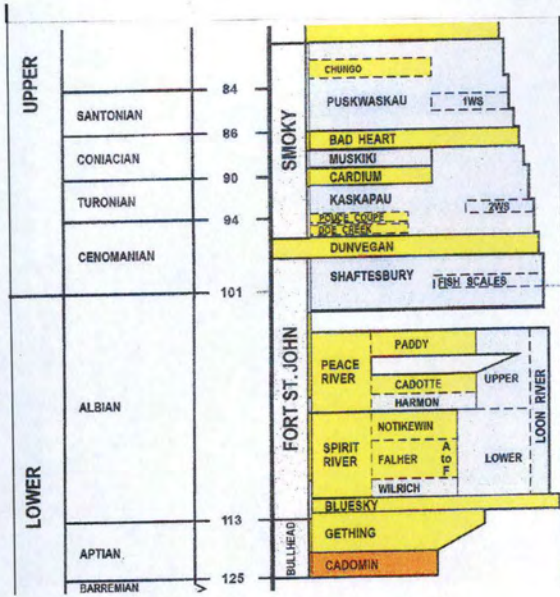 UPPER
LOWER
SANTONIAN
CONIACIAN
TURONIAN
CENOMANIAN
ALBIAN
APTIAN
BARREMIAN
84
86
90
94
101
113
125
SMOKY
FORT ST. JOHN
BULLHEAD
CHUNGO
PUSKWASKAU
1WS
BAD HEART
MUSKIKI
CARDIUM
KASKAPAU
2WS
POUCE COUPE
DOE CREEK
DUNVEGAN
SHAFTESBURY
FISH SCALES
PEACE RIVER
PADDY
CADOTTE
HARMON
UPPER
LOON RIVER
SPIRIT RIVER
NOTIKEWIN
FALHER
A to F
WILRICH
LOWER
BLUESKY
GETHING
CADOMIN